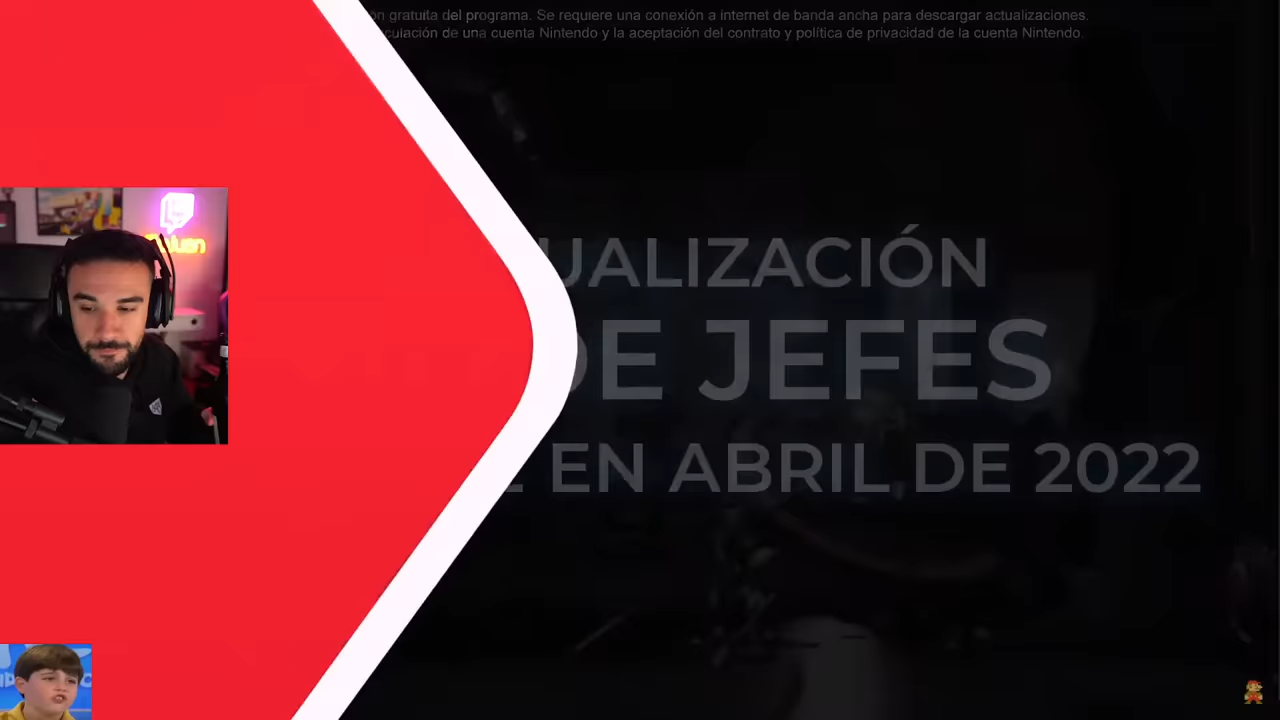 ón gratuita del programa. Se requiere una conexión a internet de banda ancha para descargar actualizaciones.
culación de una cuenta Nintendo y la aceptación del contrato y política de privacidad de la cuenta Nintendo.
UALIZACIÓN
DE JEFES
EN ABRIL DE 2022